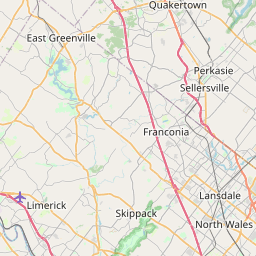 Quakertown
East Greenville
Perkasie
Sellersville
Franconia
Lansdale
Limerick
Skippack
North Wales